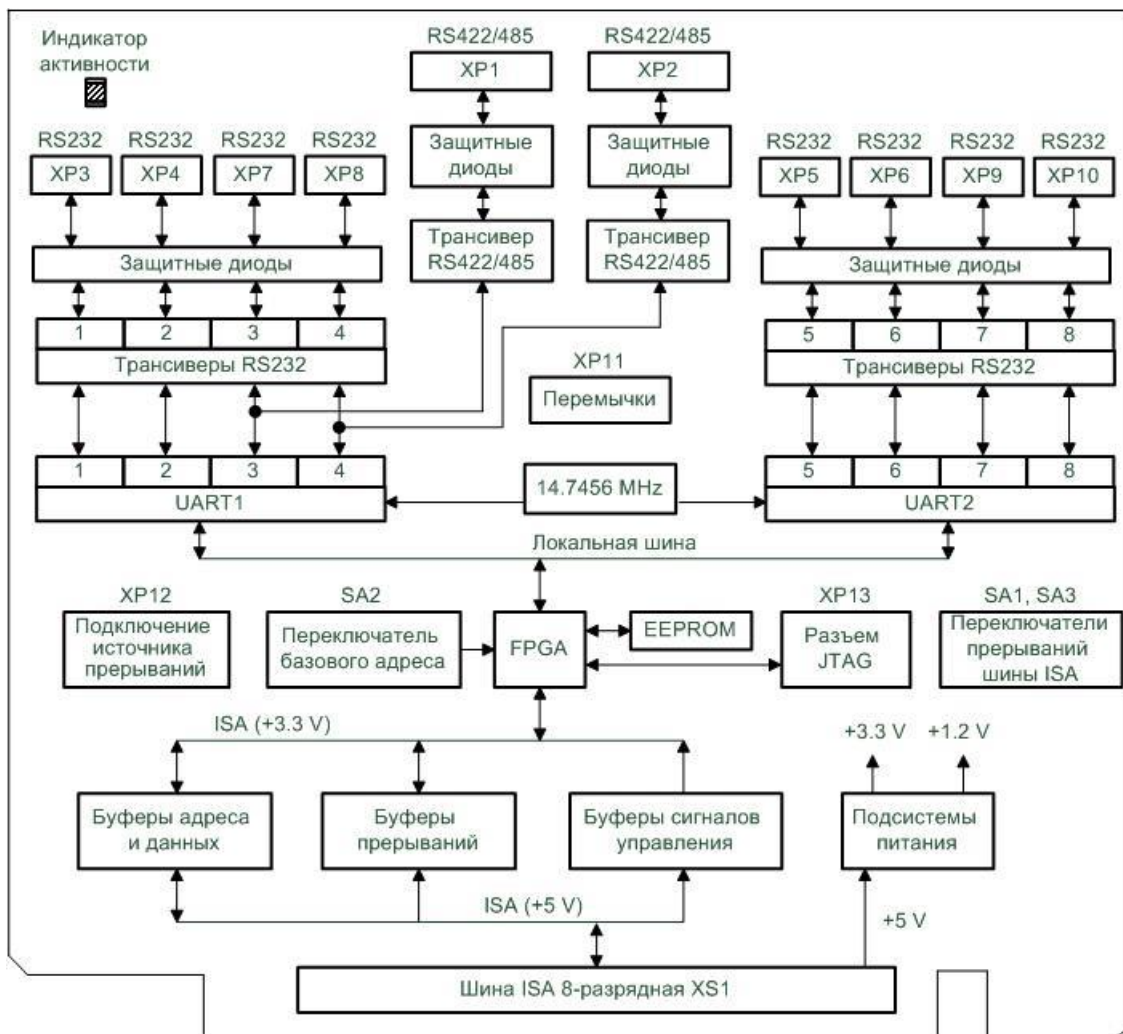 Индикатор
активности
RS422/485
RS422/485
XP1
XP2
Защитные
диоды
Защитные
диоды
RS232
RS232
RS232
RS232
XP3
XP4
XP7
XP8
RS232
RS232
RS232
RS232
XP5
XP6
XP9
XP10
Трансивер
RS422/485
Трансивер
RS422/485
Защитные диоды
Защитные диоды
1
2
3
4
Трансиверы RS232
5
6
7
8
Трансиверы RS232
XP11
Перемычки
1
2
3
4
UART1
14.7456 MHz
5
6
7
8
UART2
Локальная шина
XP12
Подключение
источника
прерываний
SA2
Переключатель
базового адреса
FPGA
EEPROM
XP13
Разъем
JTAG
SA1, SA3
Переключатели
прерываний
шины ISA
ISA (+3.3 V)
+3.3 V
+1.2 V
Буферы адреса
и данных
Буферы
прерываний
Буферы сигналов
управления
Подсистемы
питания
ISA (+5 V)
+5 V
Шина ISA 8-разрядная XS1